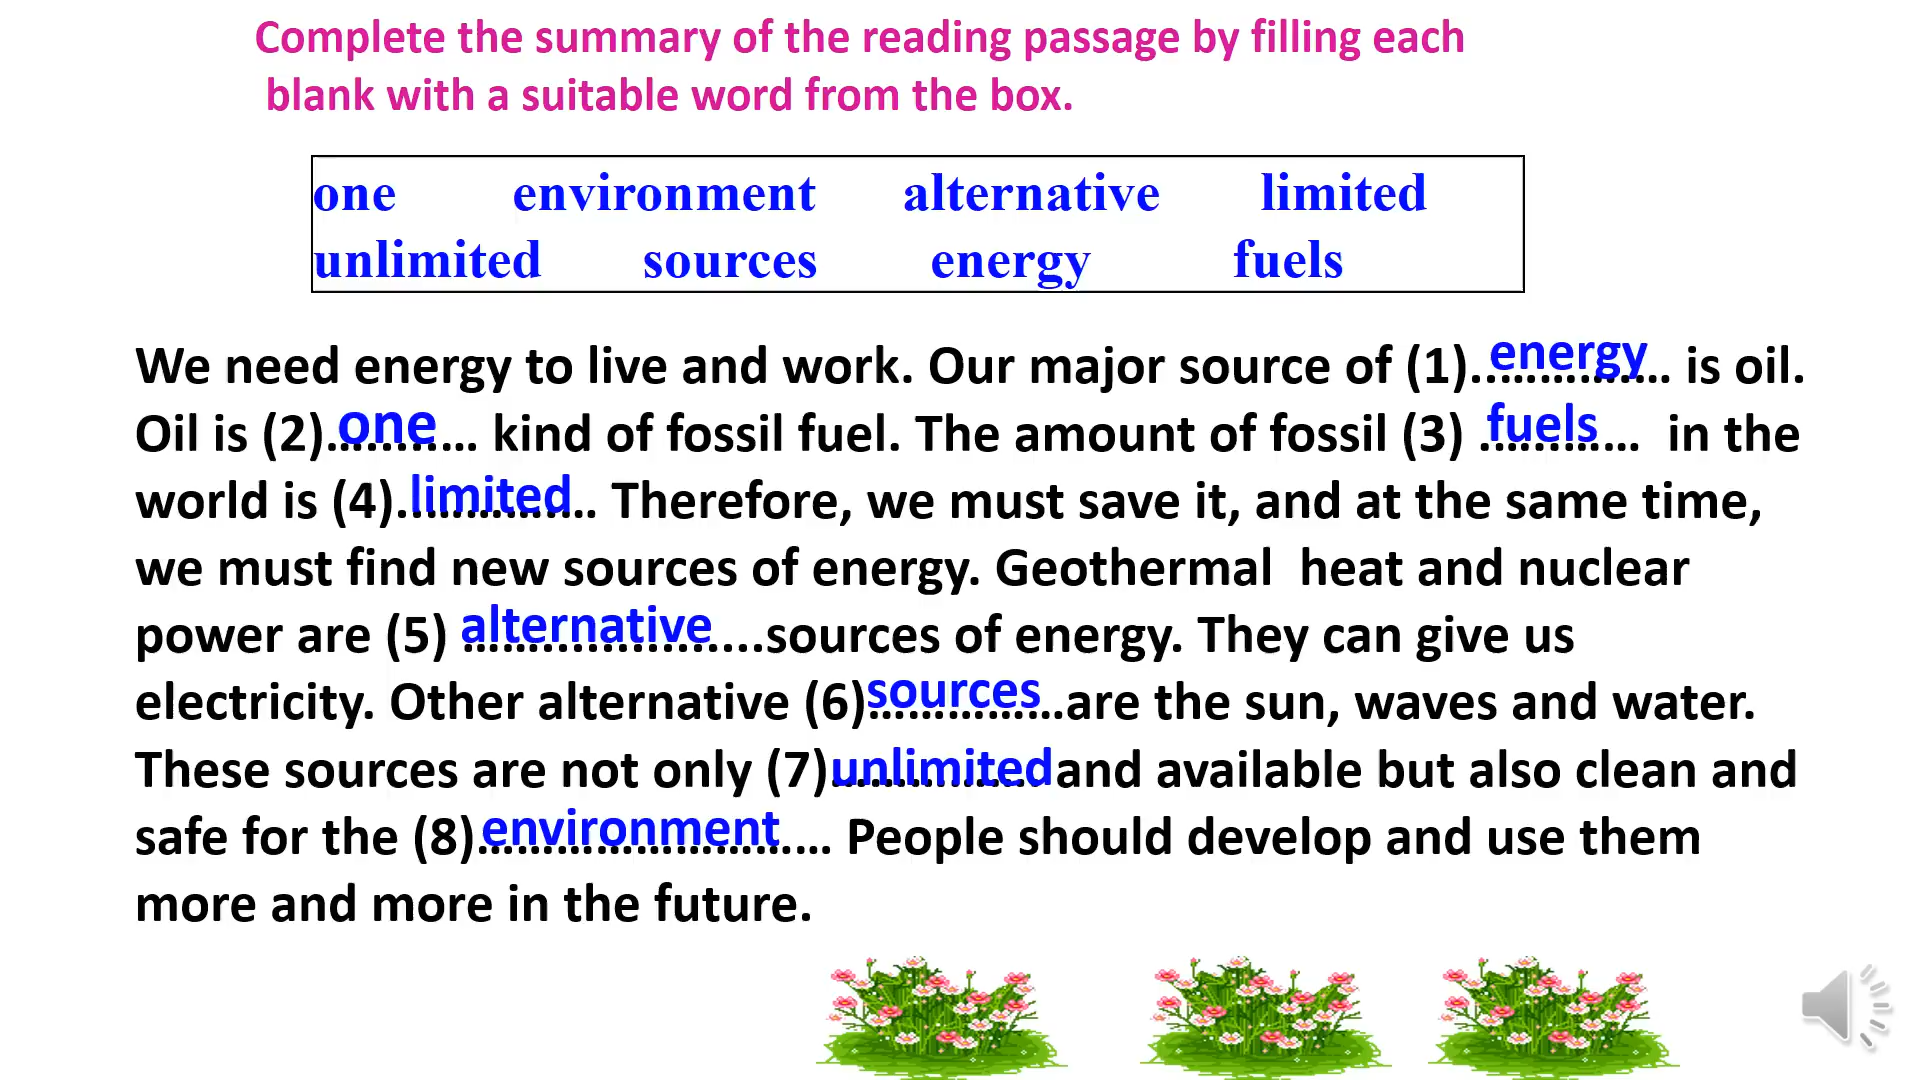 Complete the summary of the reading passage by filling each
blank with a suitable word from the box.
one environment alternative limited
unlimited sources energy fuels
We need energy to live and work. Our major source of (1)..energy…………… is oil.
Oil is (2)one………… kind of fossil fuel. The amount of fossil (3) fuels………… in the
world is (4).limited………….. Therefore, we must save it, and at the same time,
we must find new sources of energy. Geothermal heat and nuclear
power are (5) alternative…………………...sources of energy. They can give us
electricity. Other alternative (6)sources……………are the sun, waves and water.
These sources are not only (7)unlimited……………and available but also clean and
safe for the (8)environment……………………… People should develop and use them
more and more in the future.